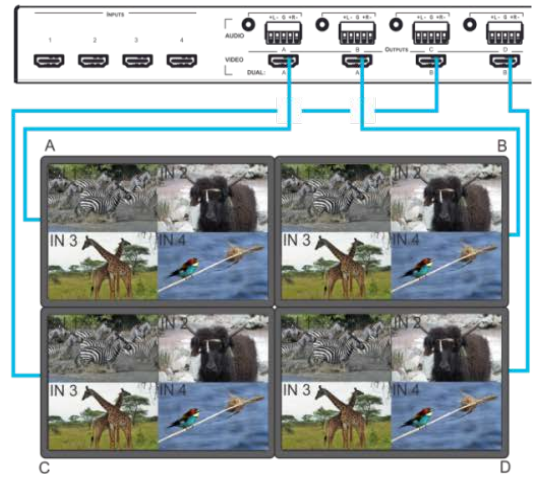 INPUTS
1 2 3 4
AUDIO
+L- S +R- +L- S +R- +L- S +R- +L- S +R-
A B OUTPUTS C D
VIDEO
DUAL: A A B B
A B
IN 2 IN 2
IN 3 IN 4 IN 3 IN 4
IN 2 IN 2
IN 3 IN 4 IN 3 IN 4
C D